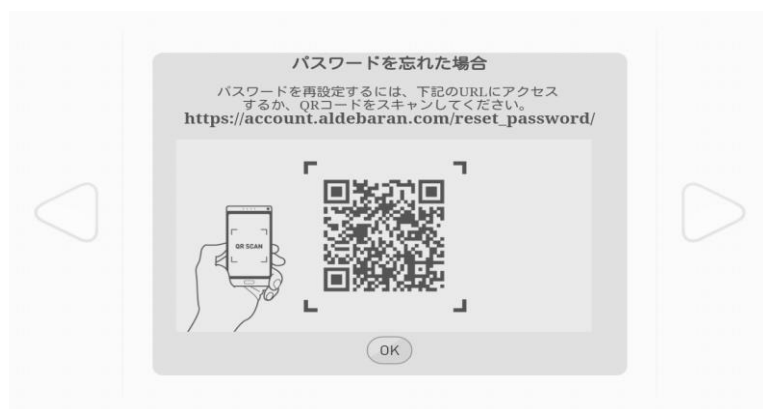 パスワードを忘れた場合
パスワードを再設定するには、下記のURLにアクセス
するか、QRコードをスキャンしてください。
https://account.aldebaran.com/reset_password/
QR SCAN
OK